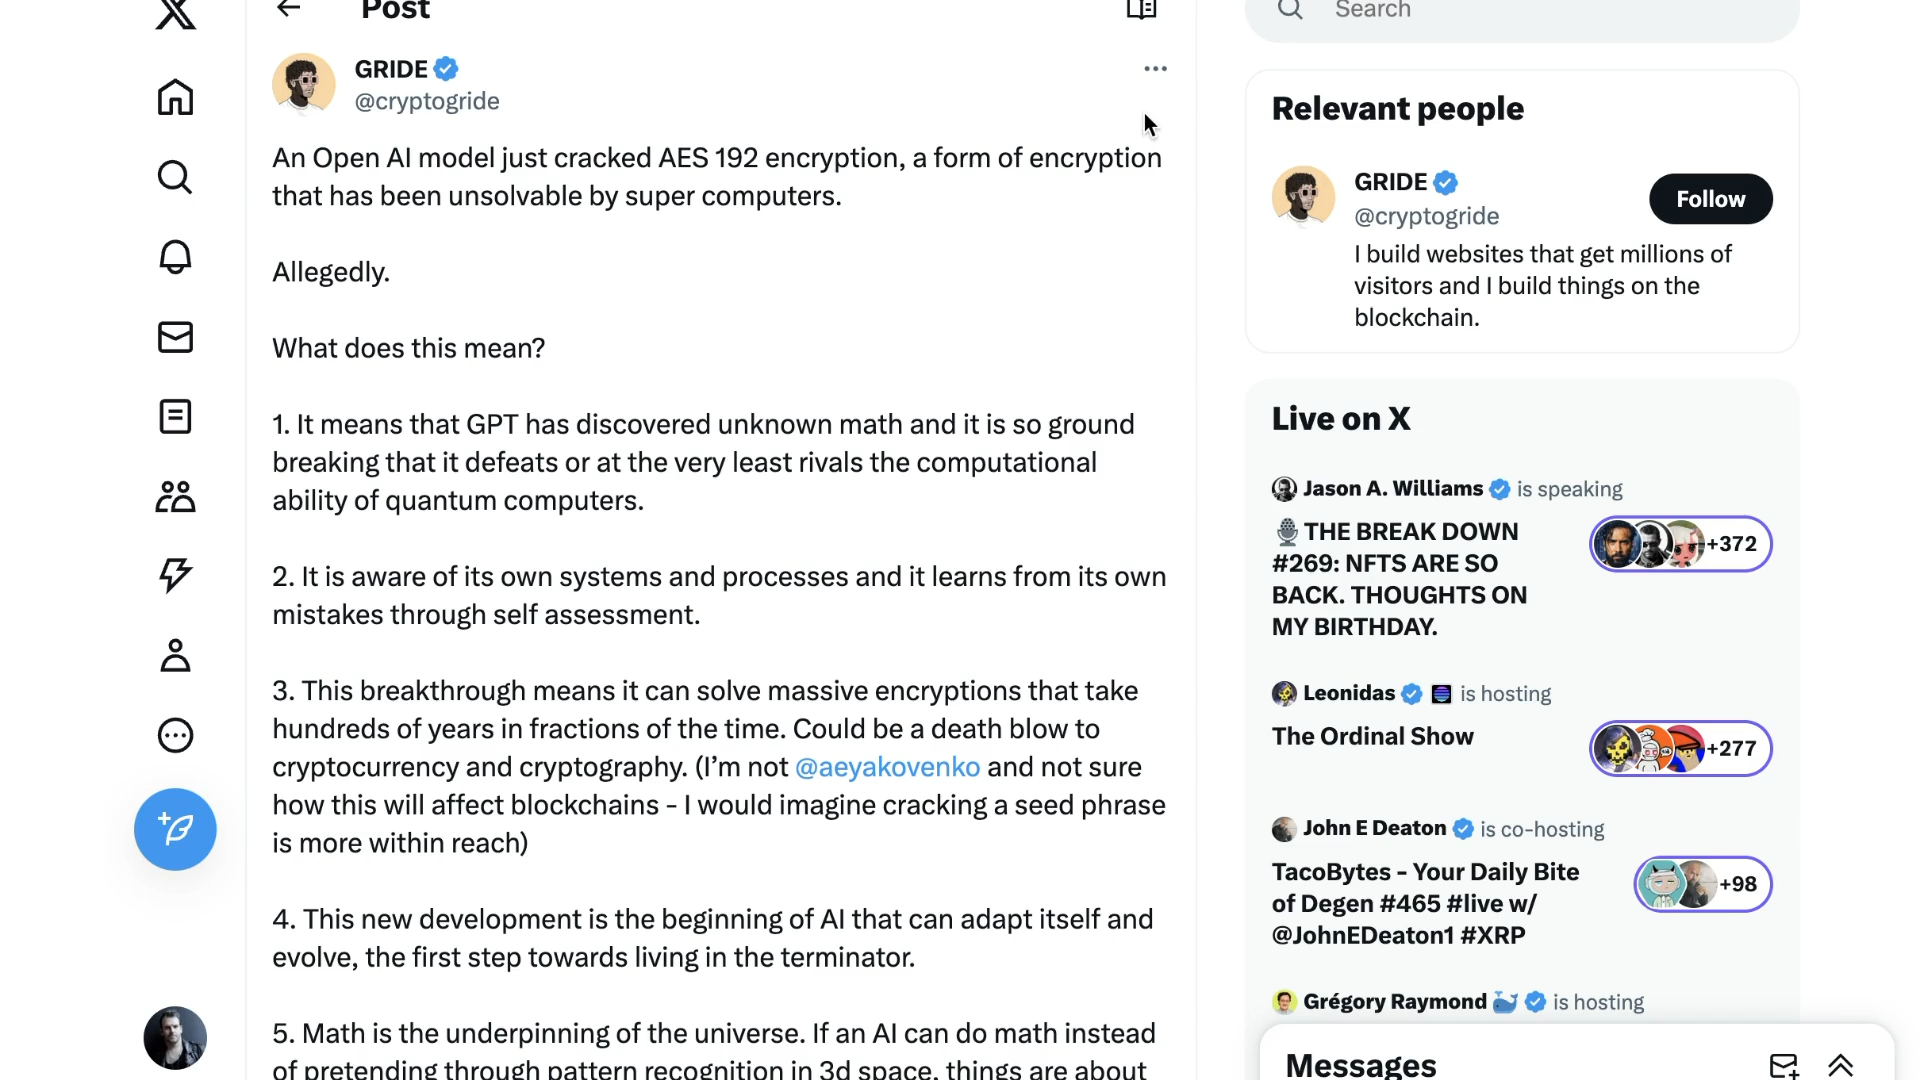 Post
GRIDE
@cryptogride
An Open AI model just cracked AES 192 encryption, a form of encryption
that has been unsolvable by super computers.
Allegedly.
What does this mean?
1. It means that GPT has discovered unknown math and it is so ground
breaking that it defeats or at the very least rivals the computational
ability of quantum computers.
2. It is aware of its own systems and processes and it learns from its own
mistakes through self assessment.
3. This breakthrough means it can solve massive encryptions that take
hundreds of years in fractions of the time. Could be a death blow to
cryptocurrency and cryptography. (I’m not @aeyakovenko and not sure
how this will affect blockchains - I would imagine cracking a seed phrase
is more within reach)
4. This new development is the beginning of AI that can adapt itself and
evolve, the first step towards living in the terminator.
5. Math is the underpinning of the universe. If an AI can do math instead
of pretending through pattern recognition in 3d space, things are about
Search
Relevant people
GRIDE
@cryptogride
Follow
I build websites that get millions of
visitors and I build things on the
blockchain.
Live on X
Jason A. Williams is speaking
THE BREAK DOWN
#269: NFTS ARE SO
BACK. THOUGHTS ON
MY BIRTHDAY.
+372
Leonidas is hosting
The Ordinal Show
+277
John E Deaton is co-hosting
TacoBytes - Your Daily Bite
of Degen #465 #live w/
@JohnEDeaton1 #XRP
+98
Grégory Raymond is hosting
Messages